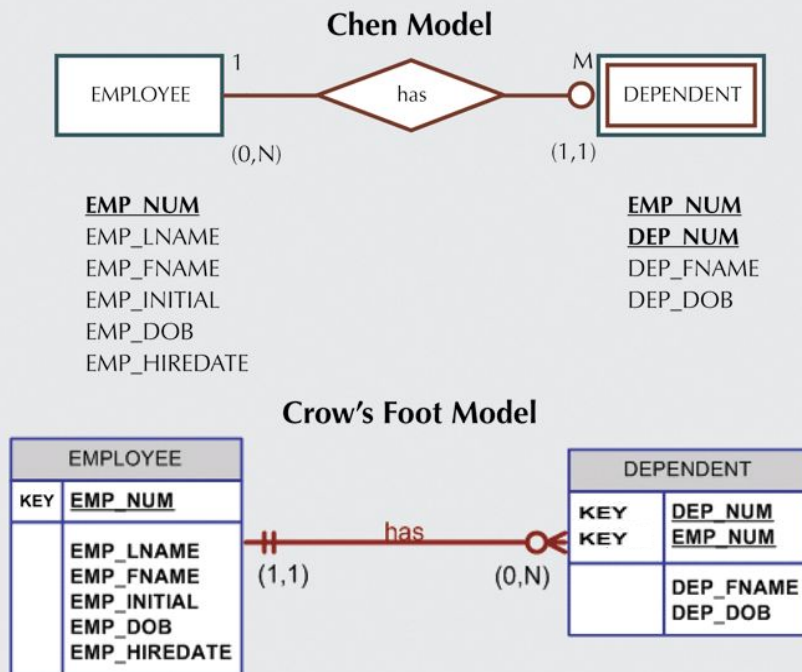 Chen Model
1
M
EMPLOYEE
has
DEPENDENT
(0,N)
(1,1)
EMP_NUM
EMP_LNAME
EMP_FNAME
EMP_INITIAL
EMP_DOB
EMP_HIREDATE
EMP_NUM
DEP_NUM
DEP_FNAME
DEP_DOB
Crow's Foot Model
EMPLOYEE
KEY EMP_NUM
EMP_LNAME
EMP_FNAME
EMP_INITIAL
EMP_DOB
EMP_HIREDATE
has
(1,1)
(0,N)
DEPENDENT
KEY DEP_NUM
KEY EMP_NUM
DEP_FNAME
DEP_DOB